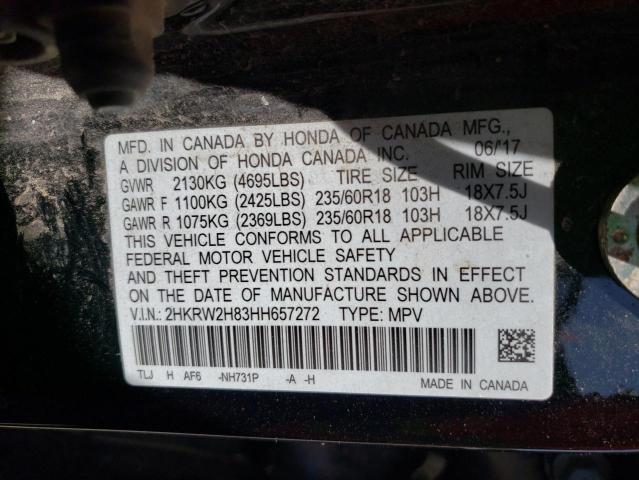 MFD. IN CANADA BY HONDA OF CANADA MFG.,
A DIVISION OF HONDA CANADA INC. 06/'17
GVWR 2130KG (4695LBS) TIRE SIZE RIM SIZE
GAWR F 1100KG (2425LBS) 235/60R18 103H 18X7.5J
GAWR R 1075KG (2369LBS) 235/60R18 103H 18X7.5J
THIS VEHICLE CONFORMS TO ALL APPLICABLE
FEDERAL MOTOR VEHICLE SAFETY
AND THEFT PREVENTION STANDARDS IN EFFECT
ON THE DATE OF MANUFACTURE SHOWN ABOVE.
V.I.N.: 2HKRW2H83HH657272 TYPE: MPV
TLJ H AF6 -NH731P -A -H
MADE IN CANADA